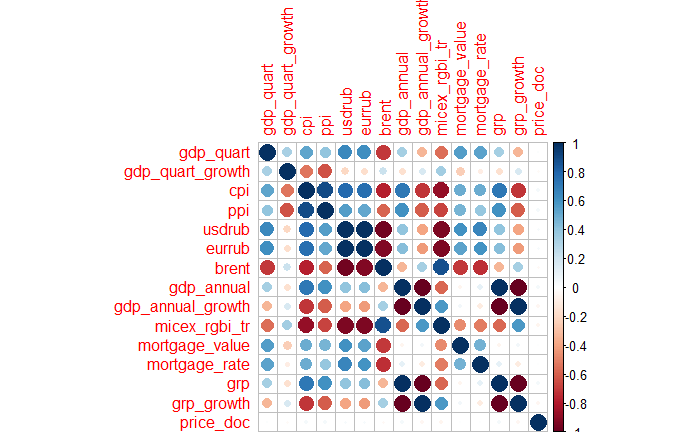 gdp_quart
gdp_quart_growth
cpi
ppi
usdrub
eurrub
brent
gdp_annual
gdp_annual_growth
micex_rgbi_tr
mortgage_value
mortgage_rate
grp
grp_growth
price_doc
gdp_quart
gdp_quart_growth
cpi
ppi
usdrub
eurrub
brent
gdp_annual
gdp_annual_growth
micex_rgbi_tr
mortgage_value
mortgage_rate
grp
grp_growth
price_doc
1
0.8
0.6
0.4
0.2
0
-0.2
-0.4
-0.6
-0.8
-1